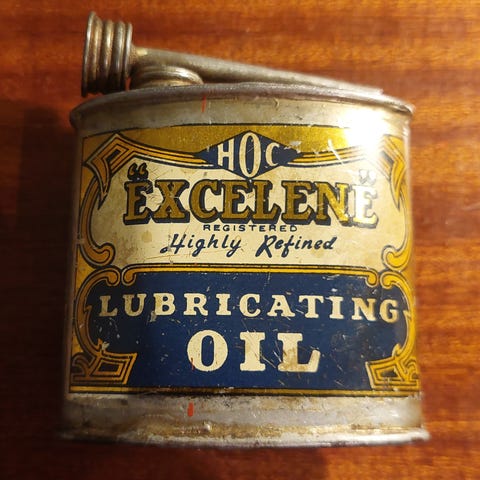 HOC
"EXCELENE"
REGISTERED
Highly Refined
LUBRICATING
OIL